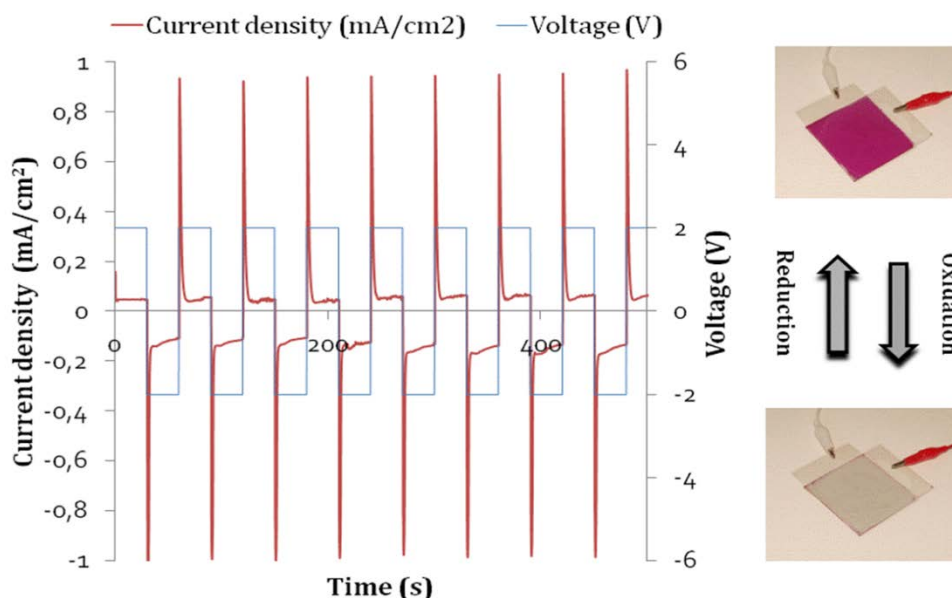 Current density (mA/cm2) Voltage (V)
Current density (mA/cm²)
1
0,8
0,6
0,4
0,2
0
-0,2
-0,4
-0,6
-0,8
-1
0 200 400
Time (s)
6
4
2
0
-2
-4
-6
Voltage (V)
Reduction
Oxidation